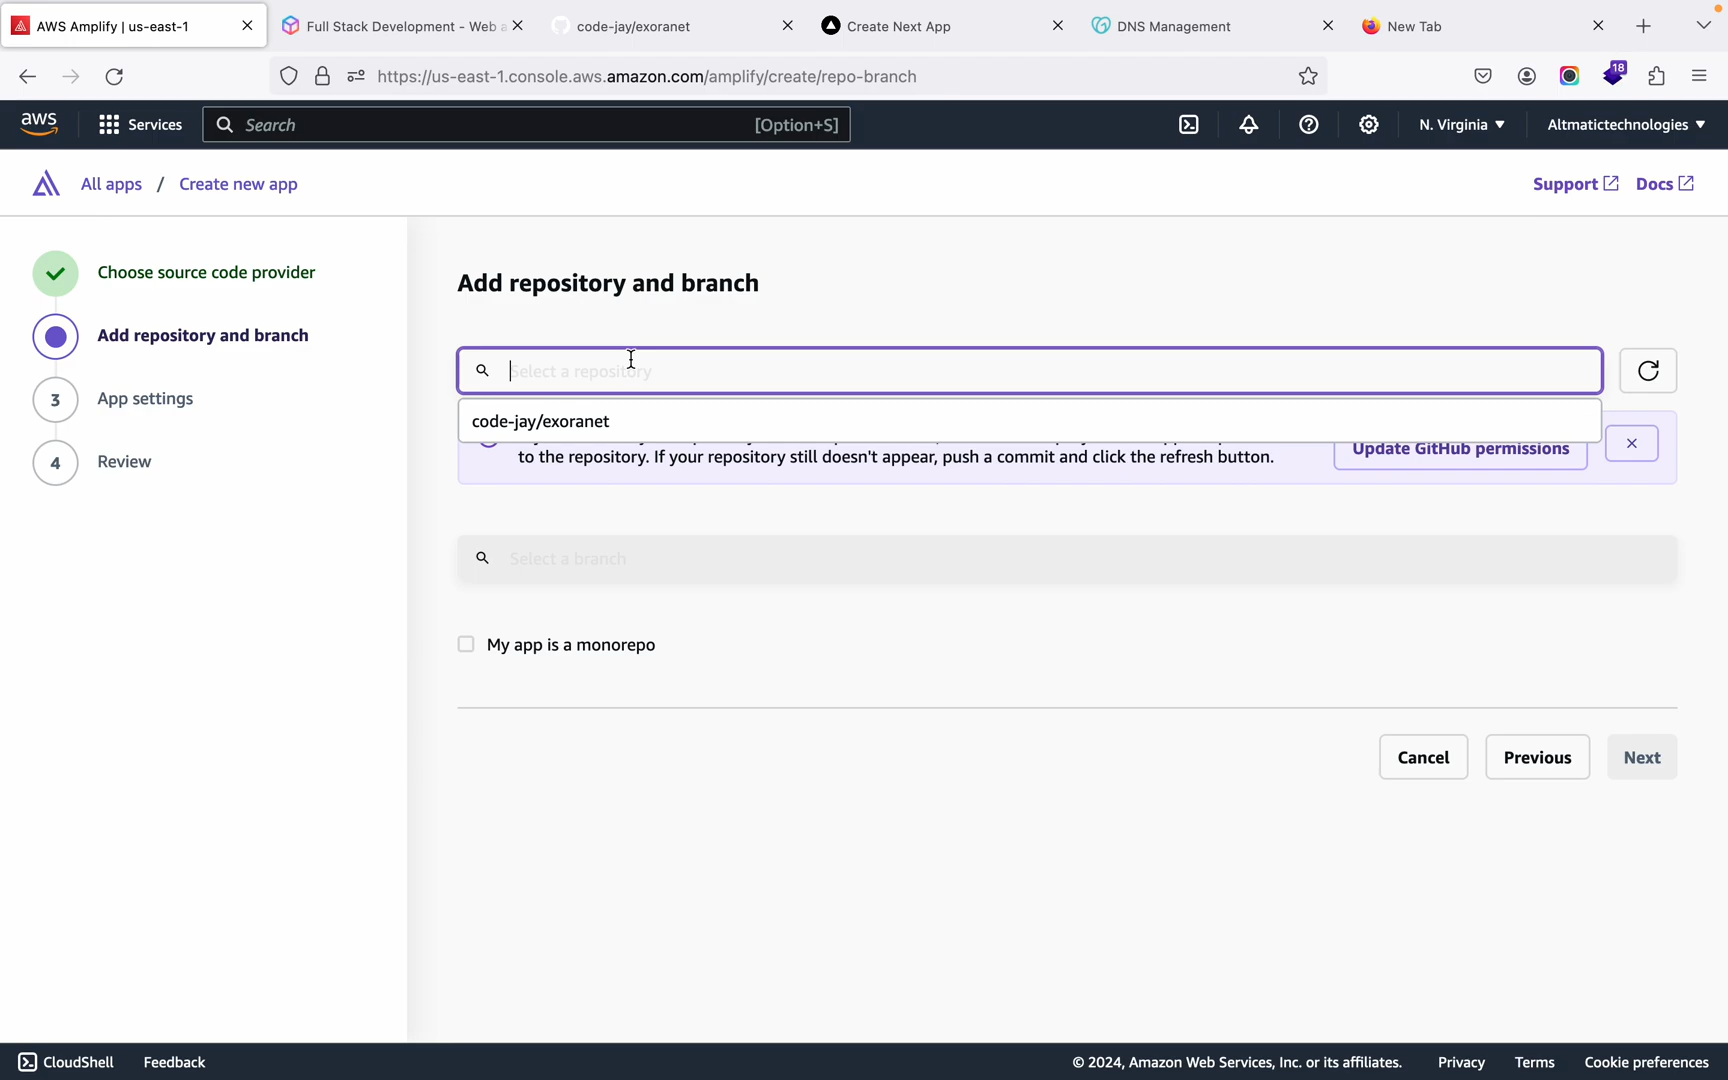 AWS Amplify | us-east-1
Full Stack Development - Web a
code-jay/exoranet
Create Next App
DNS Management
New Tab
https://us-east-1.console.aws.amazon.com/amplify/create/repo-branch
18
aws
Services
Search
[Option+S]
N. Virginia
Altmatictechnologies
All apps / Create new app
Support
Docs
Choose source code provider
Add repository and branch
3 App settings
4 Review
Add repository and branch
Select a repository
code-jay/exoranet
to the repository. If your repository still doesn't appear, push a commit and click the refresh button.
Update GitHub permissions
Select a branch
My app is a monorepo
Cancel
Previous
Next
CloudShell
Feedback
© 2024, Amazon Web Services, Inc. or its affiliates.
Privacy
Terms
Cookie preferences